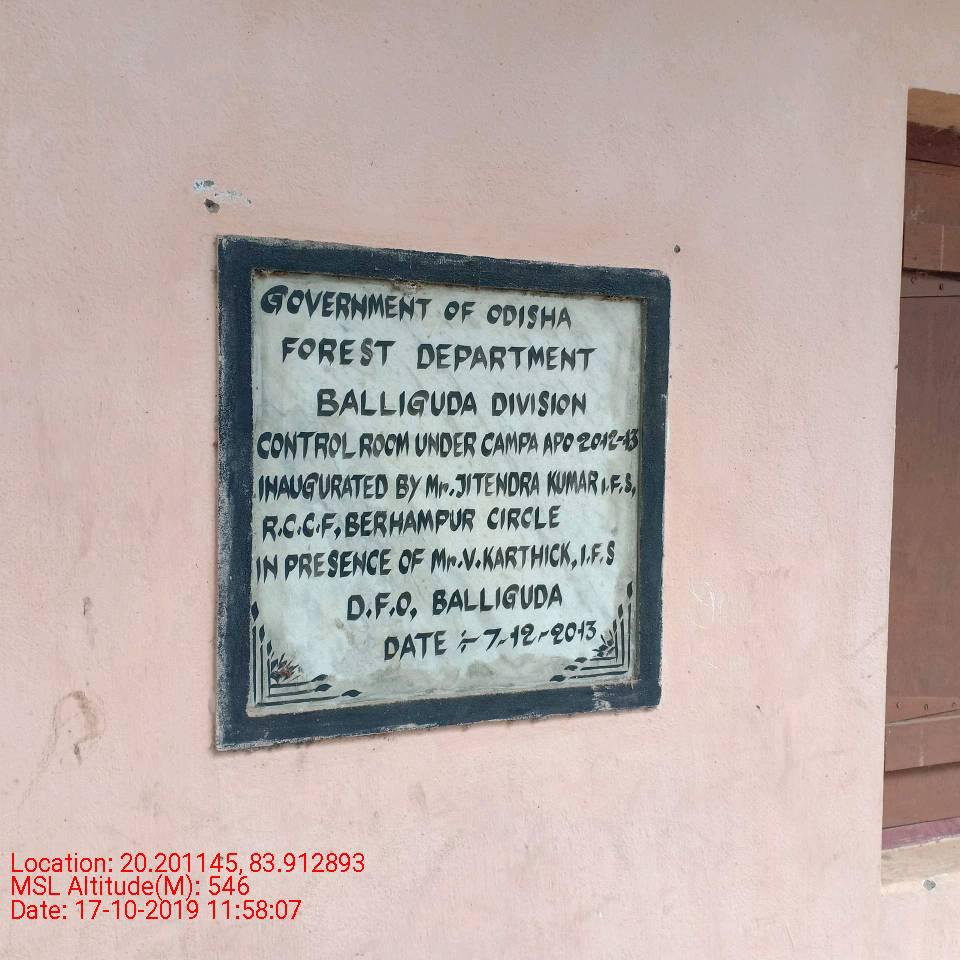 GOVERNMENT OF ODISHA
FOREST DEPARTMENT
BALLIGUDA DIVISION
CONTROL ROOM UNDER CAMPA APO 2012-13
INAUGURATED BY Mr. JITENDRA KUMAR I.F.S,
R.C.C.F, BERHAMPUR CIRCLE
IN PRESENCE OF Mr. V. KARTHICK, I.F.S
D.F.O, BALLIGUDA
DATE :- 7-12-2013
Location: 20.201145, 83.912893
MSL Altitude(M): 546
Date: 17-10-2019 11:58:07